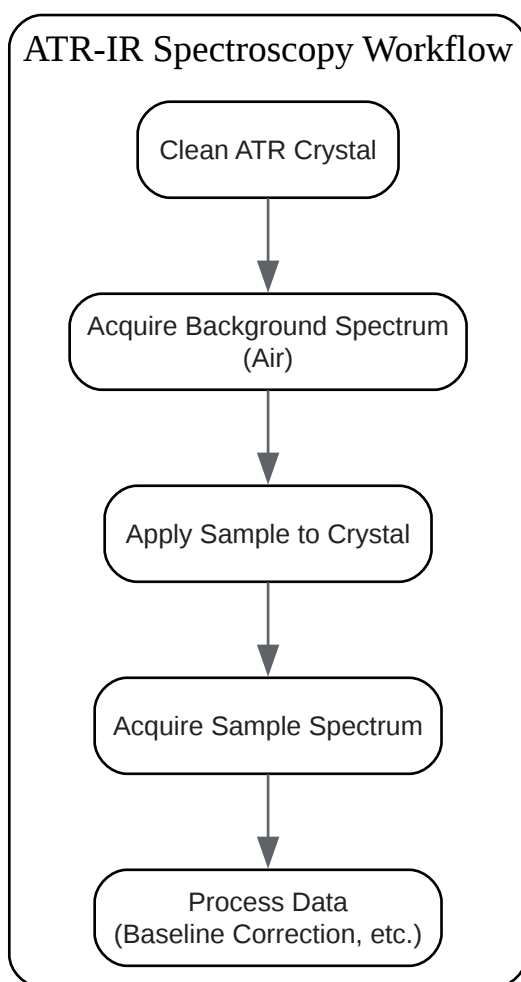 ATR-IR Spectroscopy Workflow
Clean ATR Crystal
Acquire Background Spectrum
(Air)
Apply Sample to Crystal
Acquire Sample Spectrum
Process Data
(Baseline Correction, etc.)